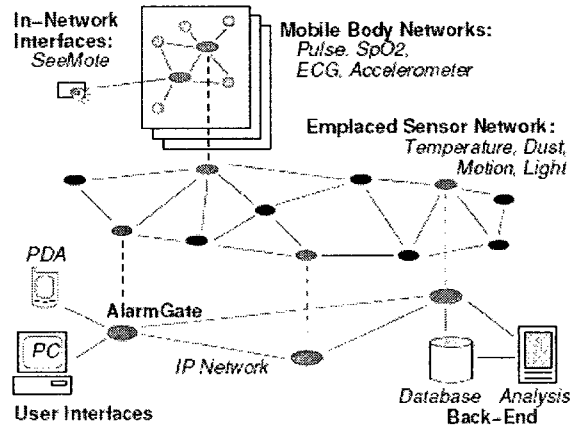 In-Network
Interfaces:
SeeMote
Mobile Body Networks:
Pulse. SpO2,
ECG, Accelerometer
Emplaced Sensor Network:
Temperature, Dust,
Motion, Light
PDA
AlarmGate
PC
IP Network
User Interfaces
Database
Analysis
Back-End